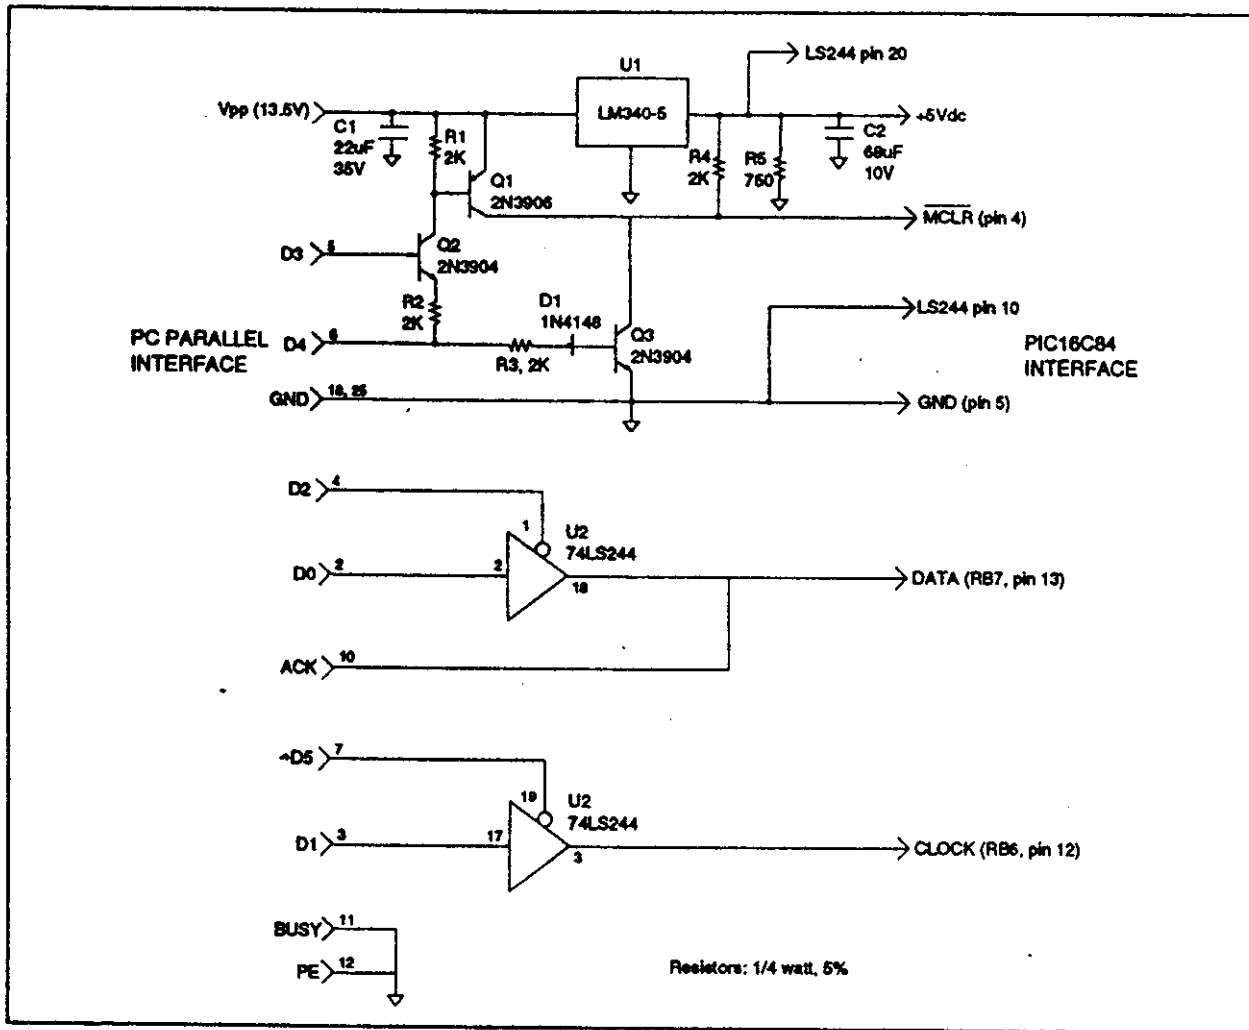 LS244 pin 20
U1
Vpp (13.5V)
LM340-5
+5Vdc
C1
22uF
35V
R1
2K
R4
2K
R5
750
C2
68uF
10V
Q1
2N3906
MCLR (pin 4)
D3
5
Q2
2N3904
R2
2K
D1
1N4148
LS244 pin 10
PC PARALLEL
INTERFACE
D4
6
R3, 2K
Q3
2N3904
PIC16C84
INTERFACE
GND
18, 25
GND (pin 5)
D2
4
1
U2
74LS244
D0
2
2
18
DATA (RB7, pin 13)
ACK
10
D5
7
19
U2
74LS244
D1
3
17
3
CLOCK (RB6, pin 12)
BUSY
11
PE
12
Resistors: 1/4 watt, 5%